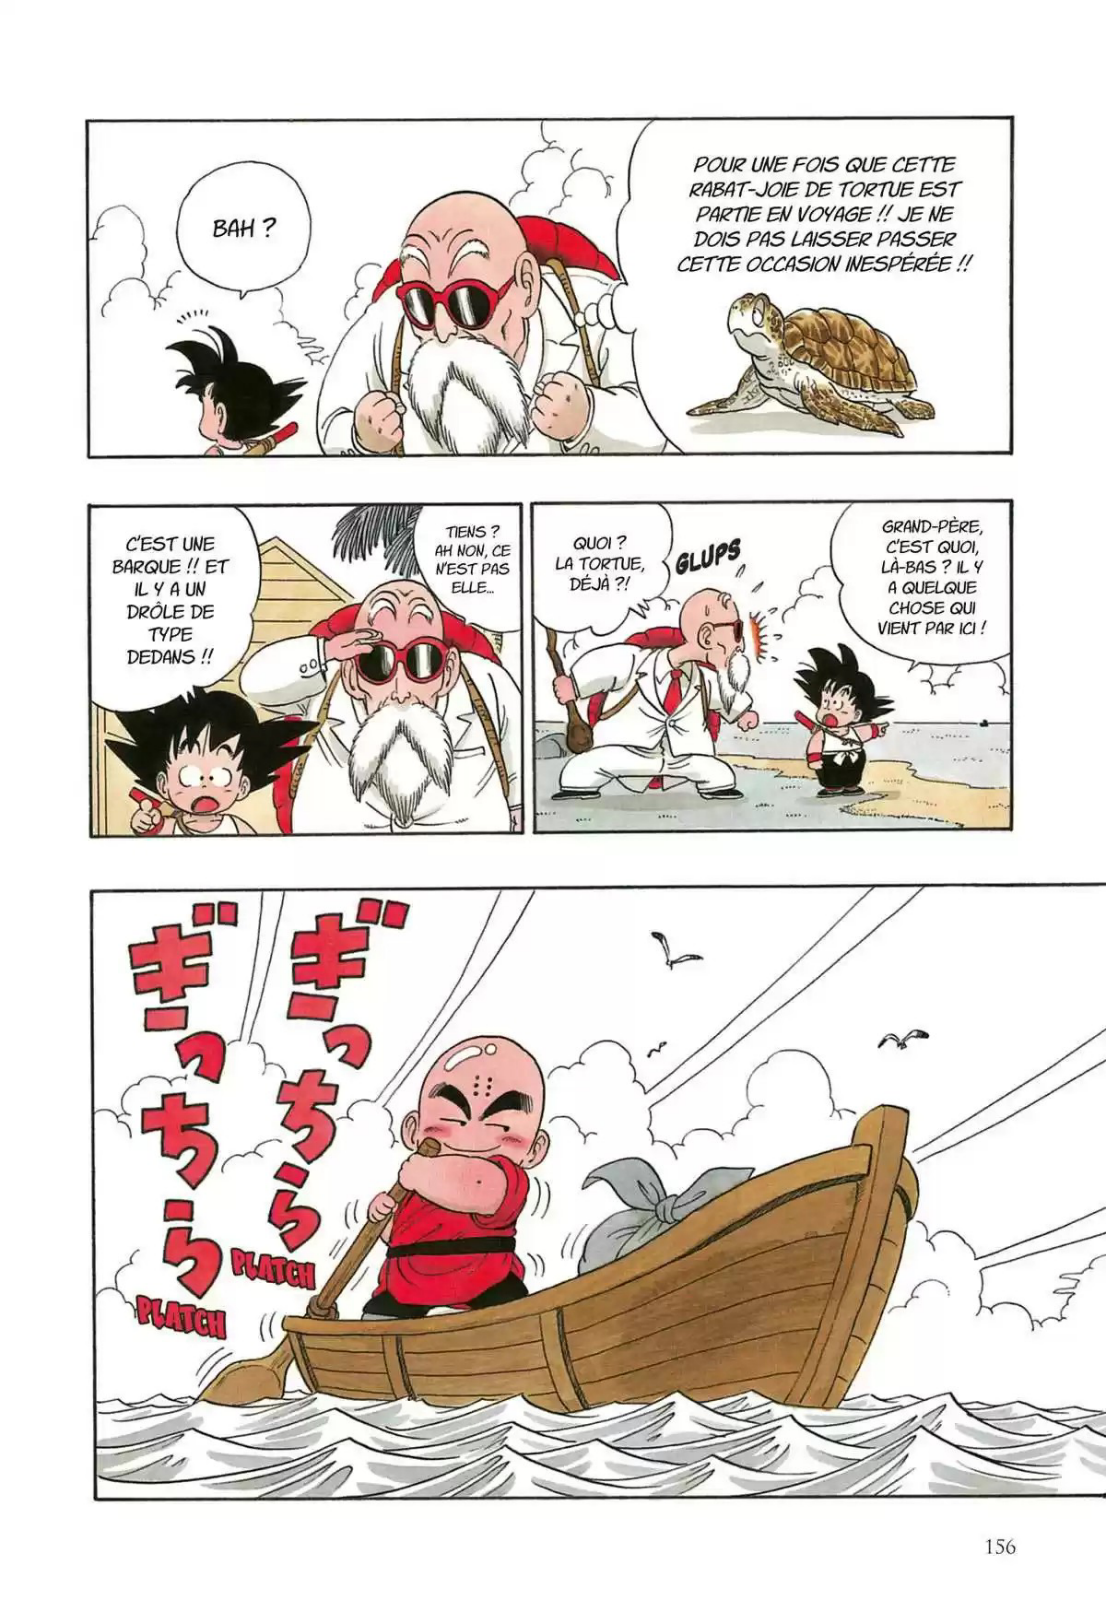 POUR UNE FOIS QUE CETTE
RABAT-JOIE DE TORTUE EST
PARTIE EN VOYAGE !! JE NE
DOIS PAS LAISSER PASSER
CETTE OCCASION INESPÉRÉE !!
BAH ?
GRAND-PÈRE,
C'EST QUOI,
LÀ-BAS ? IL Y
A QUELQUE
CHOSE QUI
VIENT PAR ICI !
GLUPS
QUOI ?
LA TORTUE,
DÉJÀ ?!
TIENS ?
AH NON, CE
N'EST PAS
ELLE...
C'EST UNE
BARQUE !! ET
IL Y A UN
DRÔLE DE
TYPE
DEDANS !!
ぎっちら
ぎっちら
PLATCH
PLATCH
156